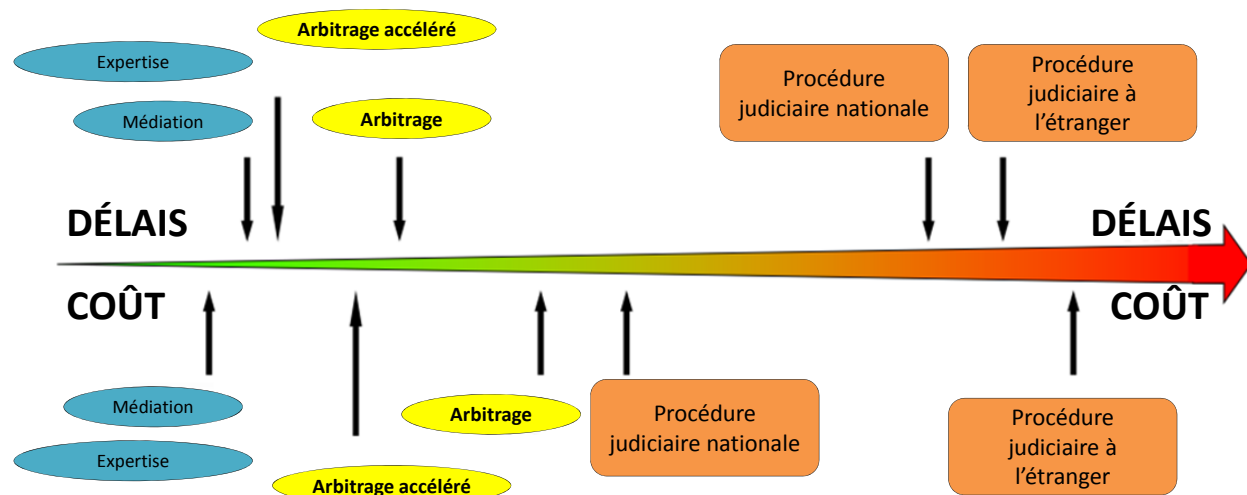 Arbitrage accéléré
Expertise
Médiation
Arbitrage
Procédure
judiciaire nationale
Procédure
judiciaire à
l’étranger
DÉLAIS
DÉLAIS
COÛT
COÛT
Médiation
Expertise
Arbitrage
Arbitrage accéléré
Procédure
judiciaire nationale
Procédure
judiciaire à
l’étranger